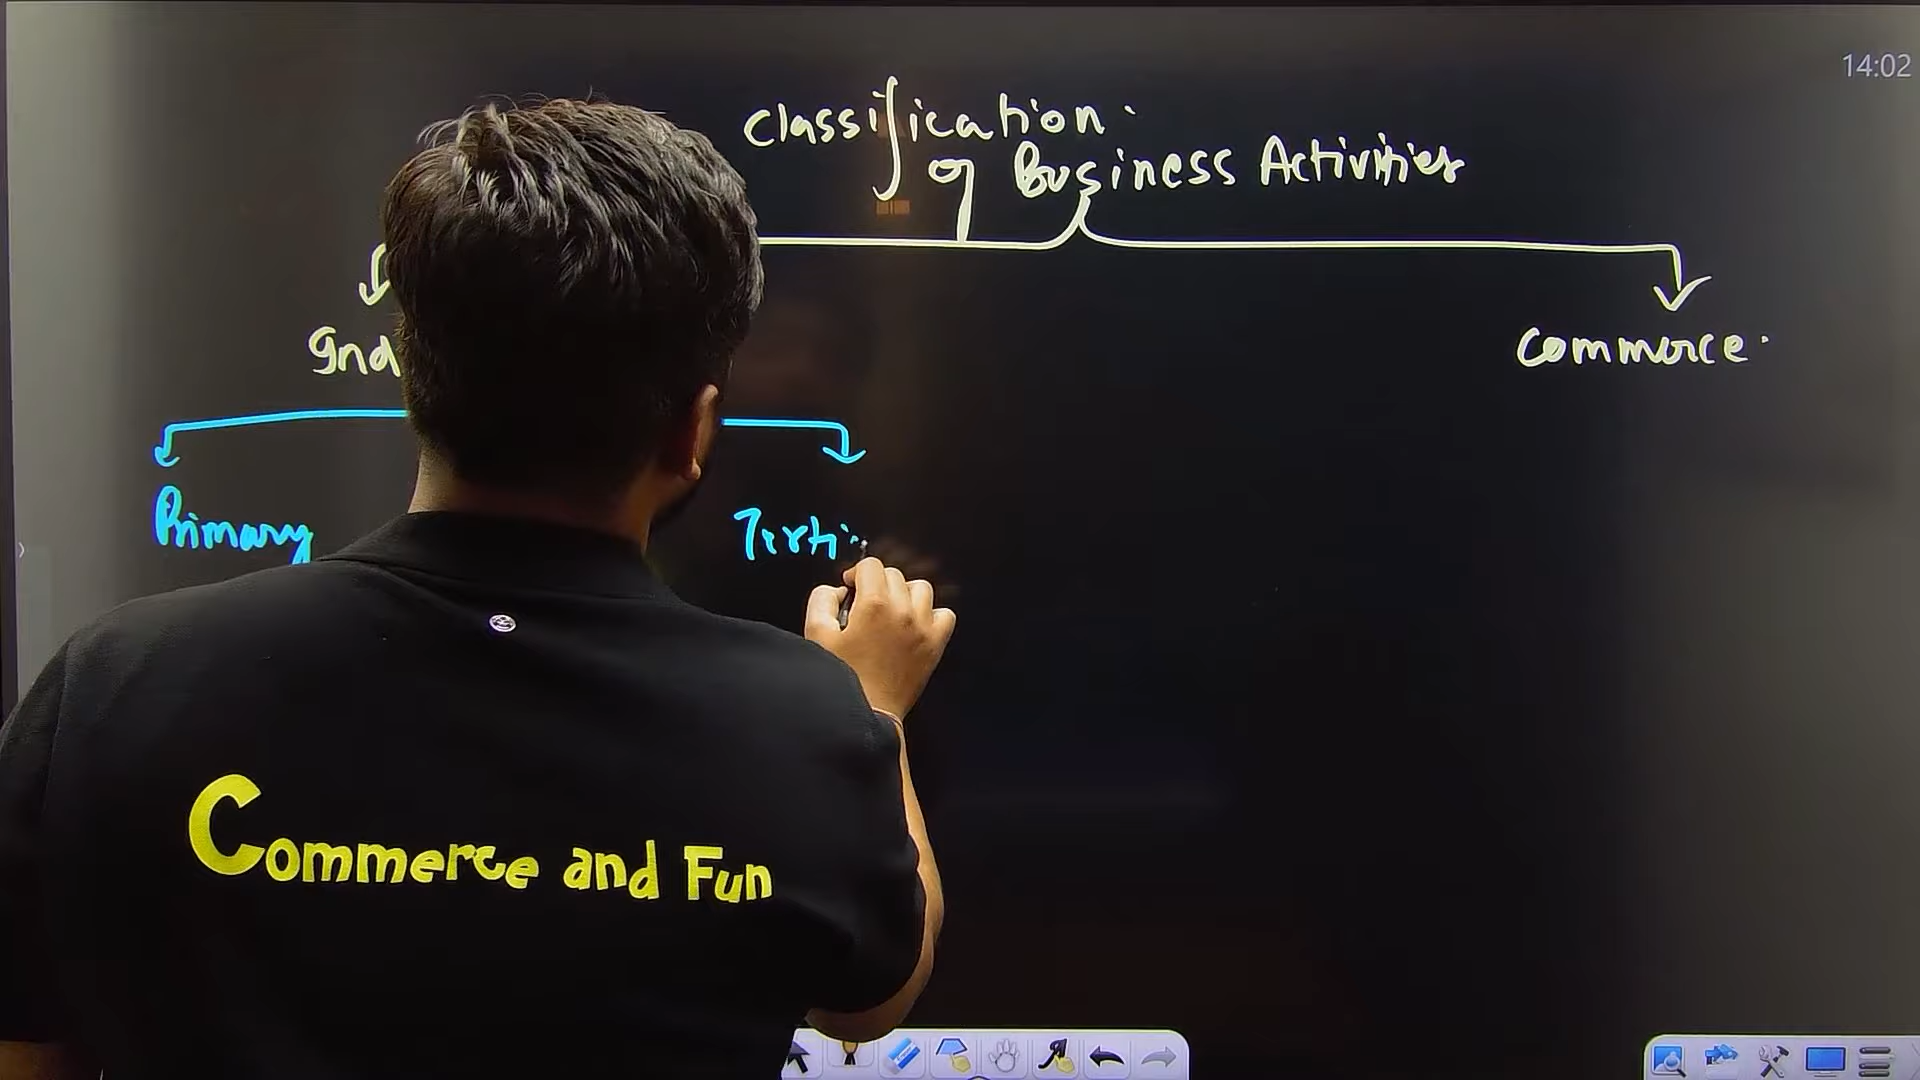 14:02
Classification
of Business Activities
Commerce
Primary
Commerce and Fun